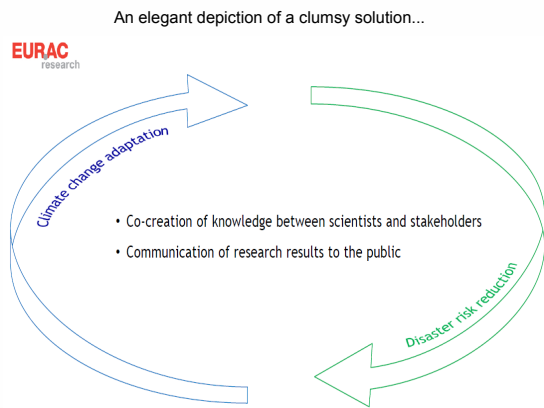 An elegant depiction of a clumsy solution...
EURAC
research
Climate change adaptation
• Co-creation of knowledge between scientists and stakeholders
• Communication of research results to the public
Disaster risk reduction